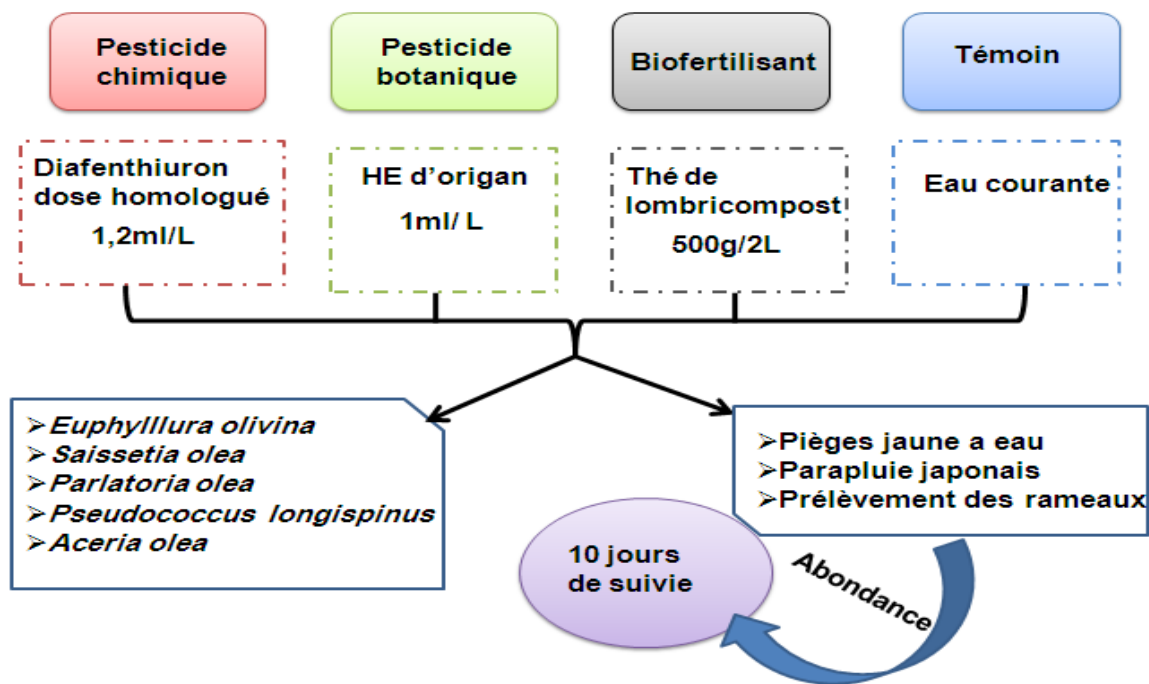 Pesticide
chimique
Pesticide
botanique
Biofertilisant
Témoin
Diafenthiuron
dose homologué
1,2ml/L
HE d’origan
1ml/ L
Thé de
lombricompost
500g/2L
Eau courante
➢Euphylllura olivina
➢Saissetia olea
➢Parlatoria olea
➢Pseudococcus longispinus
➢Aceria olea
➢Pièges jaune a eau
➢Parapluie japonais
➢Prélèvement des rameaux
10 jours
de suivie
Abondance